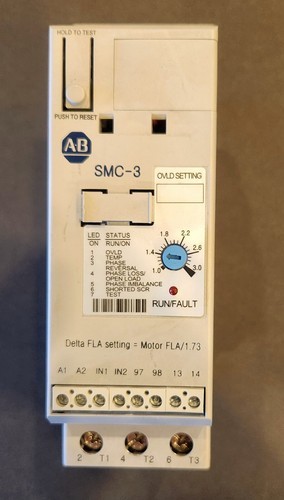 HOLD TO TEST
PUSH TO RESET
AB
SMC-3
OVLD SETTING
LED STATUS
ON RUN/ON
1 OVLD
2 TEMP
3 PHASE
REVERSAL
4 PHASE LOSS/
OPEN LOAD
5 PHASE IMBALANCE
6 SHORTED SCR
7 TEST
1.0 1.4 1.8 2.2 2.6 3.0
RUN/FAULT
Delta FLA setting = Motor FLA/1.73
A1 A2 IN1 IN2 97 98 13 14
2 T1 4 T2 6 T3